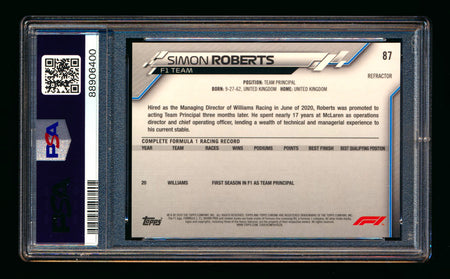 88906400
PSA
SIMON ROBERTS
F1 TEAM
87
REFRACTOR
POSITION: TEAM PRINCIPAL
BORN: 9-27-62, UNITED KINGDOM HOME: UNITED KINGDOM
Hired as the Managing Director of Williams Racing in June of 2020, Roberts was promoted to
acting Team Principal three months later. He spent nearly 17 years at McLaren as operations
director and chief operating officer, lending a wealth of technical and managerial experience to
his current stable.
COMPLETE FORMULA 1 RACING RECORD
YEAR TEAM RACES WINS PODIUMS POINTS BEST FINISH BEST QUALIFYING POSITION
20 WILLIAMS FIRST SEASON IN F1 AS TEAM PRINCIPAL
Topps
F1